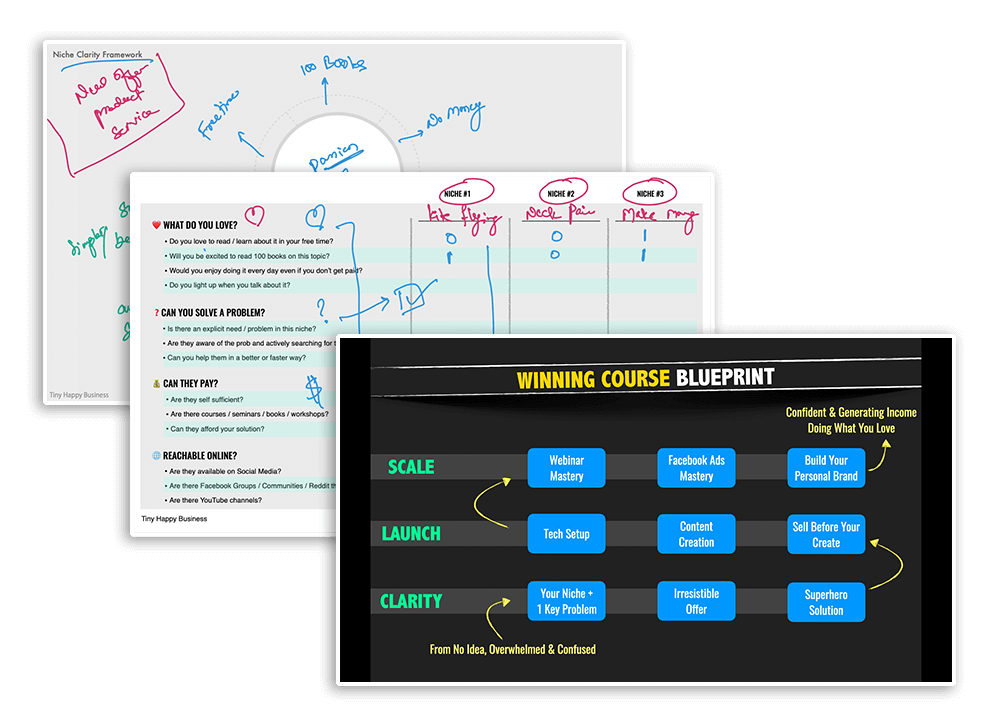 Niche Clarity Framework
Need offer
product
service
Free time
100 Books
No Money
Passion
Simple
Tiny Happy Business
NICHE #1
NICHE #2
NICHE #3
Kite flying
Neck Pain
Make money
❤️ WHAT DO YOU LOVE?
• Do you love to read / learn about it in your free time?
0
0
1
• Will you be excited to read 100 books on this topic?
1
0
1
• Would you enjoy doing it every day even if you don't get paid?
• Do you light up when you talk about it?
?
❓ CAN YOU SOLVE A PROBLEM?
• Is there an explicit need / problem in this niche?
• Are they aware of the prob and actively searching for
• Can you help them in a better or faster way?
💰 CAN THEY PAY?
$
• Are they self sufficient?
• Are there courses / seminars / books / workshops?
• Can they afford your solution?
🌐 REACHABLE ONLINE?
• Are they available on Social Media?
• Are there Facebook Groups / Communities / Reddit
• Are there YouTube channels?
Tiny Happy Business
WINNING COURSE BLUEPRINT
Confident & Generating Income
Doing What You Love
SCALE
Webinar
Mastery
Facebook Ads
Mastery
Build Your
Personal Brand
LAUNCH
Tech Setup
Content
Creation
Sell Before Your
Create
CLARITY
Your Niche +
1 Key Problem
Irresistible
Offer
Superhero
Solution
From No Idea, Overwhelmed & Confused